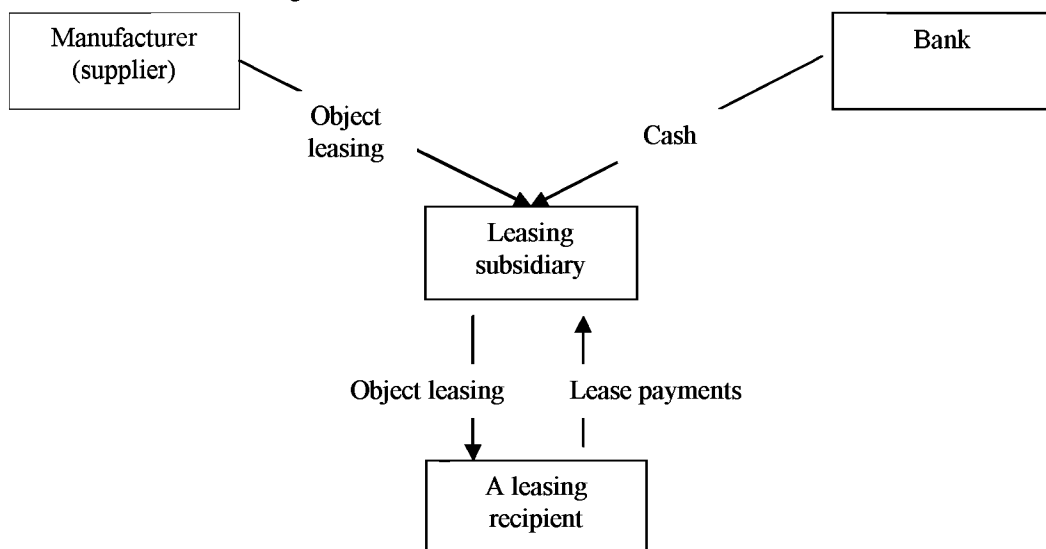 Manufacturer
(supplier)
Bank
Object
leasing
Cash
Leasing
subsidiary
Object leasing
Lease payments
A leasing
recipient